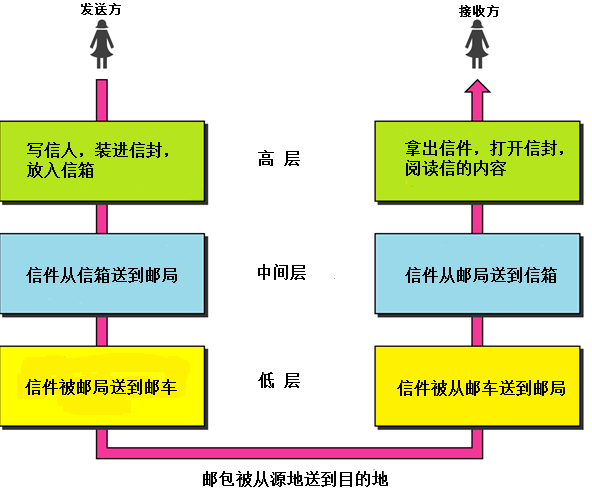 发送方
接收方
写信人，装进信封，
放入信箱
高 层
拿出信件，打开信封，
阅读信的内容
信件从信箱送到邮局
中间层
信件从邮局送到信箱
信件被邮局送到邮车
低 层
信件被从邮车送到邮局
邮包被从源地送到目的地